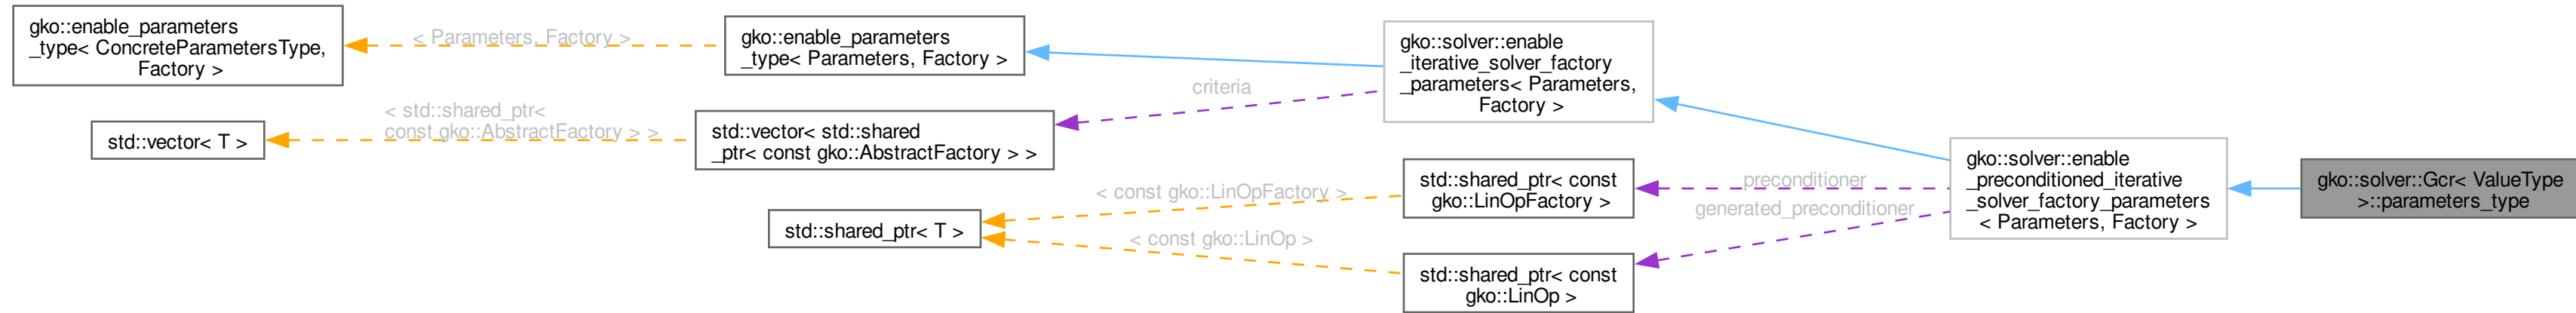 gko::enable_parameters
_type< ConcreteParametersType,
Factory >
< Parameters, Factory >
gko::enable_parameters
_type< Parameters, Factory >
gko::solver::enable
_iterative_solver_factory
_parameters< Parameters,
Factory >
criteria
std::vector< T >
< std::shared_ptr<
const gko::AbstractFactory > >
std::vector< std::shared
_ptr< const gko::AbstractFactory > >
std::shared_ptr< T >
< const gko::LinOpFactory >
< const gko::LinOp >
std::shared_ptr< const
gko::LinOpFactory >
std::shared_ptr< const
gko::LinOp >
preconditioner
generated_preconditioner
gko::solver::enable
_preconditioned_iterative
_solver_factory_parameters
< Parameters, Factory >
gko::solver::Gcr< ValueType
>::parameters_type